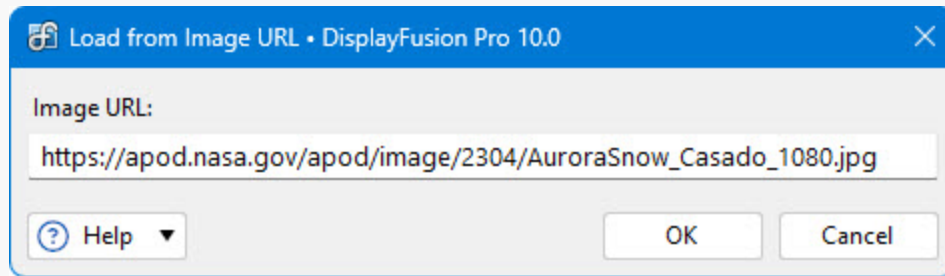 Load from Image URL • DisplayFusion Pro 10.0
Image URL:
https://apod.nasa.gov/apod/image/2304/AuroraSnow_Casado_1080.jpg
? Help ▼ OK Cancel